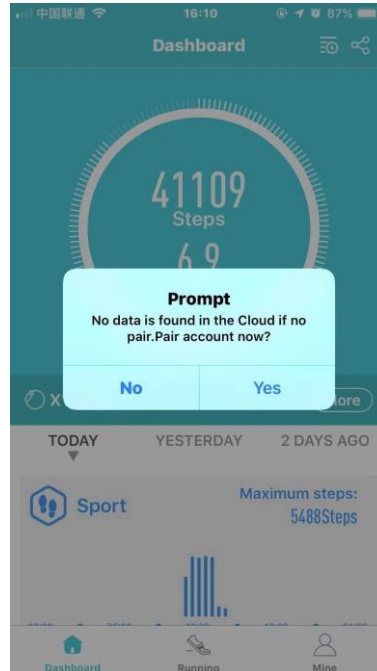 中国联通 16:10 87%
Dashboard
41109
Steps
6.9
Prompt
No data is found in the Cloud if no
pair.Pair account now?
No Yes
TODAY YESTERDAY 2 DAYS AGO
Sport
Maximum steps:
5488Steps
Dashboard Running Mine